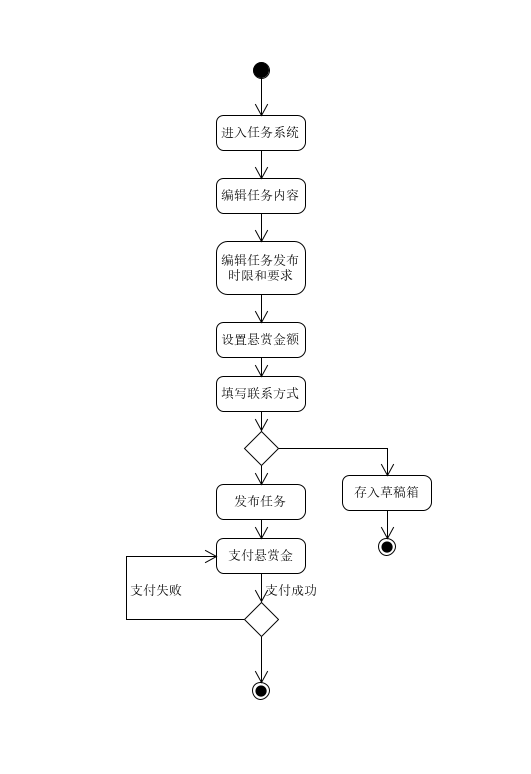 进入任务系统
编辑任务内容
编辑任务发布
时限和要求
设置悬赏金额
填写联系方式
发布任务
存入草稿箱
支付悬赏金
支付失败
支付成功